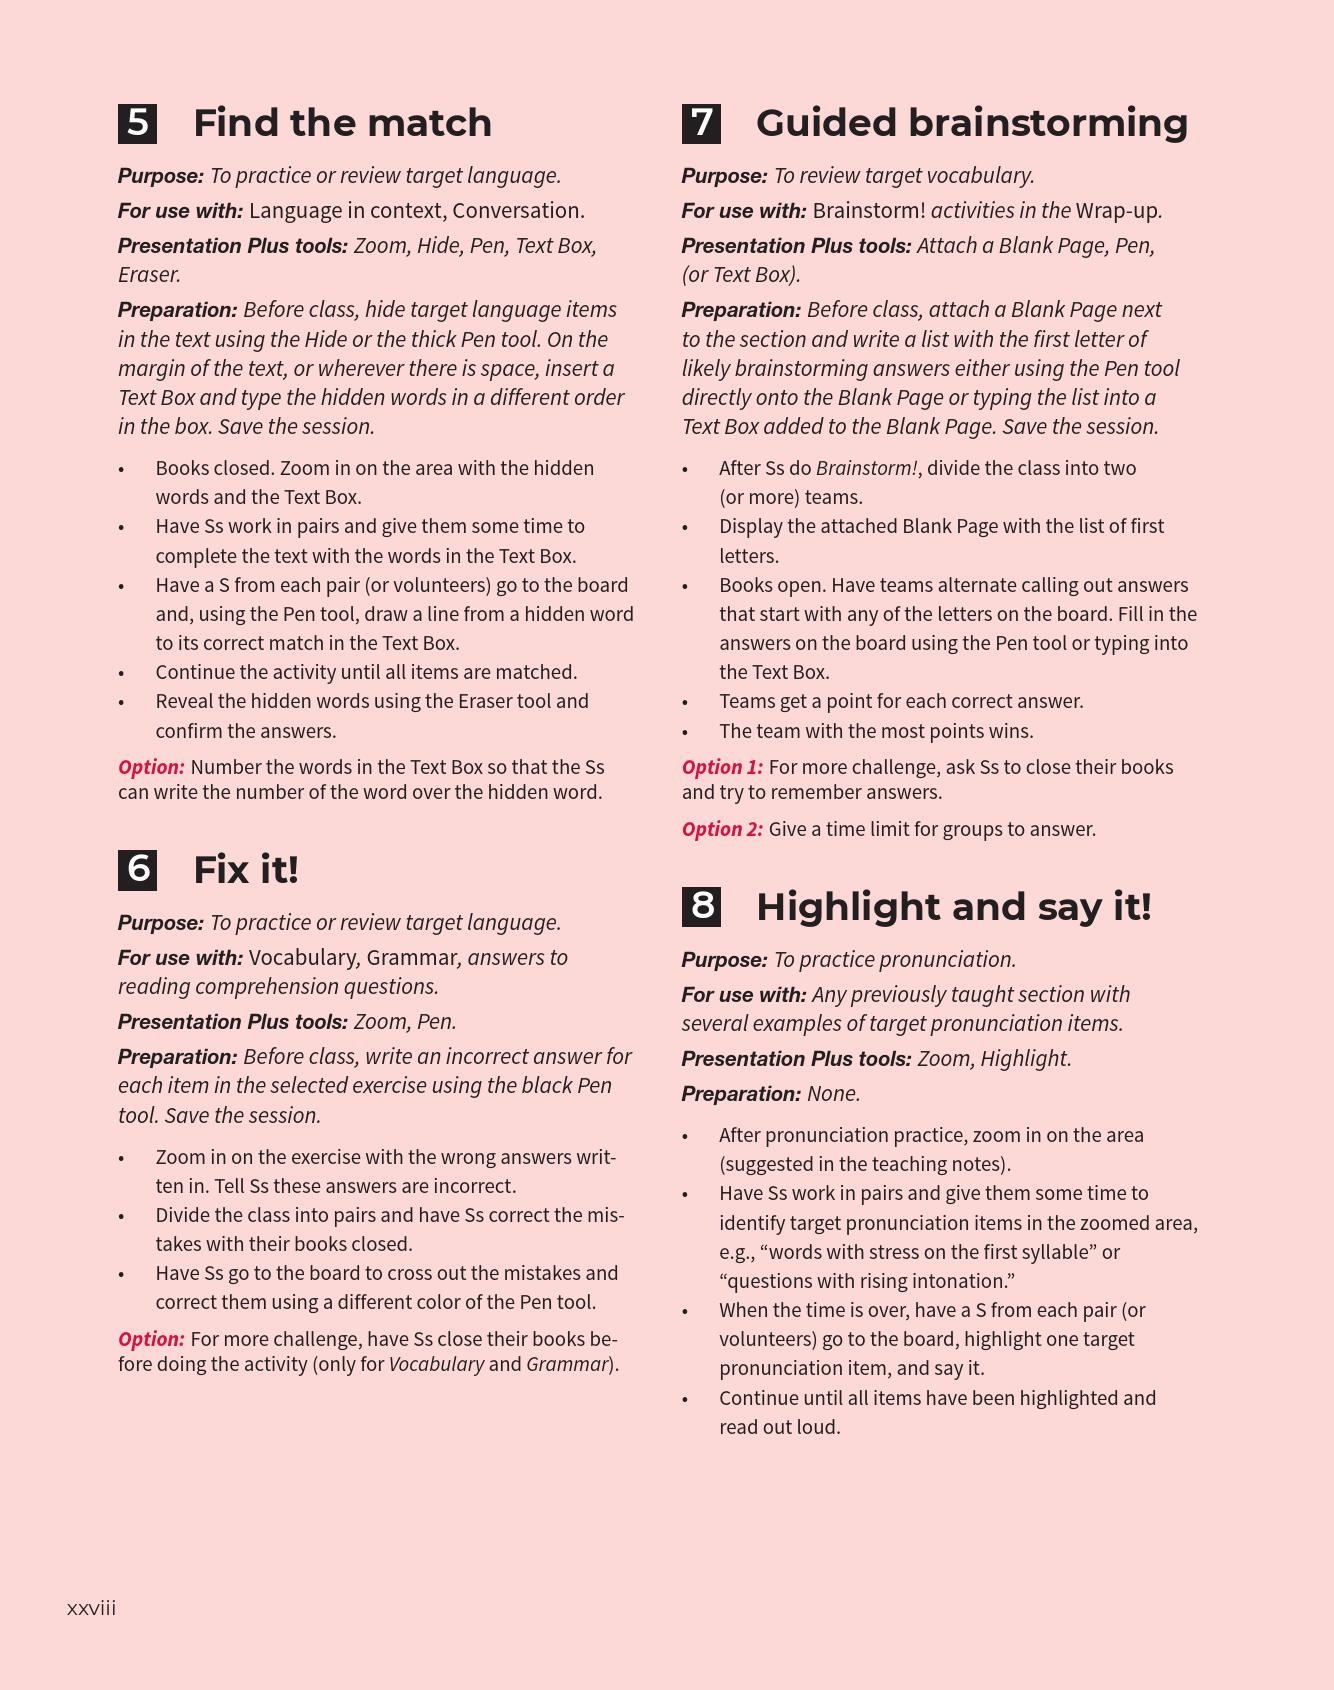 5 Find the match
Purpose: To practice or review target language.
For use with: Language in context, Conversation.
Presentation Plus tools: Zoom, Hide, Pen, Text Box,
Eraser.
Preparation: Before class, hide target language items
in the text using the Hide or the thick Pen tool. On the
margin of the text, or wherever there is space, insert a
Text Box and type the hidden words in a different order
in the box. Save the session.
• Books closed. Zoom in on the area with the hidden
words and the Text Box.
• Have Ss work in pairs and give them some time to
complete the text with the words in the Text Box.
• Have a S from each pair (or volunteers) go to the board
and, using the Pen tool, draw a line from a hidden word
to its correct match in the Text Box.
• Continue the activity until all items are matched.
• Reveal the hidden words using the Eraser tool and
confirm the answers.
Option: Number the words in the Text Box so that the Ss
can write the number of the word over the hidden word.
6 Fix it!
Purpose: To practice or review target language.
For use with: Vocabulary, Grammar, answers to
reading comprehension questions.
Presentation Plus tools: Zoom, Pen.
Preparation: Before class, write an incorrect answer for
each item in the selected exercise using the black Pen
tool. Save the session.
• Zoom in on the exercise with the wrong answers writ-
ten in. Tell Ss these answers are incorrect.
• Divide the class into pairs and have Ss correct the mis-
takes with their books closed.
• Have Ss go to the board to cross out the mistakes and
correct them using a different color of the Pen tool.
Option: For more challenge, have Ss close their books be-
fore doing the activity (only for Vocabulary and Grammar).
7 Guided brainstorming
Purpose: To review target vocabulary.
For use with: Brainstorm! activities in the Wrap-up.
Presentation Plus tools: Attach a Blank Page, Pen,
(or Text Box).
Preparation: Before class, attach a Blank Page next
to the section and write a list with the first letter of
likely brainstorming answers either using the Pen tool
directly onto the Blank Page or typing the list into a
Text Box added to the Blank Page. Save the session.
• After Ss do Brainstorm!, divide the class into two
(or more) teams.
• Display the attached Blank Page with the list of first
letters.
• Books open. Have teams alternate calling out answers
that start with any of the letters on the board. Fill in the
answers on the board using the Pen tool or typing into
the Text Box.
• Teams get a point for each correct answer.
• The team with the most points wins.
Option 1: For more challenge, ask Ss to close their books
and try to remember answers.
Option 2: Give a time limit for groups to answer.
8 Highlight and say it!
Purpose: To practice pronunciation.
For use with: Any previously taught section with
several examples of target pronunciation items.
Presentation Plus tools: Zoom, Highlight.
Preparation: None.
• After pronunciation practice, zoom in on the area
(suggested in the teaching notes).
• Have Ss work in pairs and give them some time to
identify target pronunciation items in the zoomed area,
e.g., “words with stress on the first syllable” or
“questions with rising intonation.”
• When the time is over, have a S from each pair (or
volunteers) go to the board, highlight one target
pronunciation item, and say it.
• Continue until all items have been highlighted and
read out loud.
xxviii